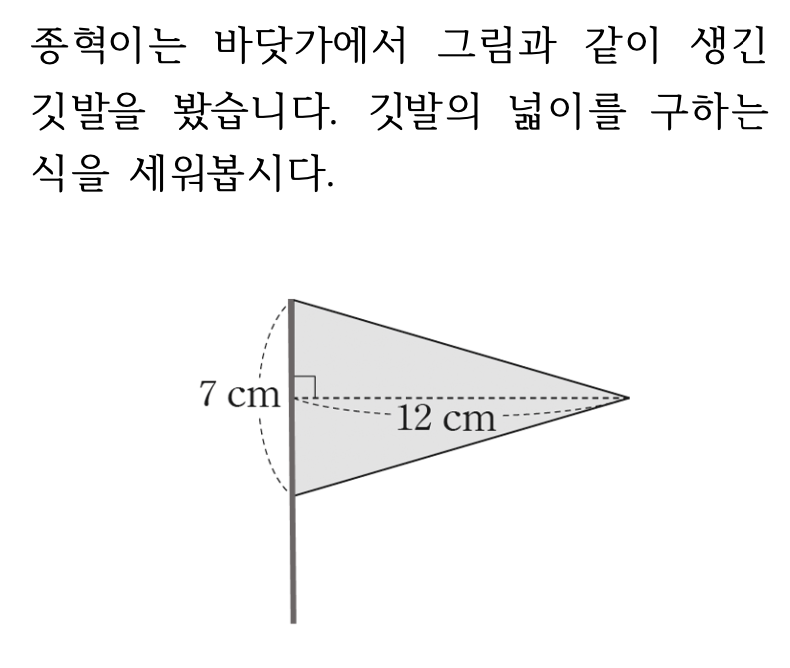 종혁이는 바닷가에서 그림과 같이 생긴
깃발을 봤습니다. 깃발의 넓이를 구하는
식을 세워봅시다.
7 cm
12 cm